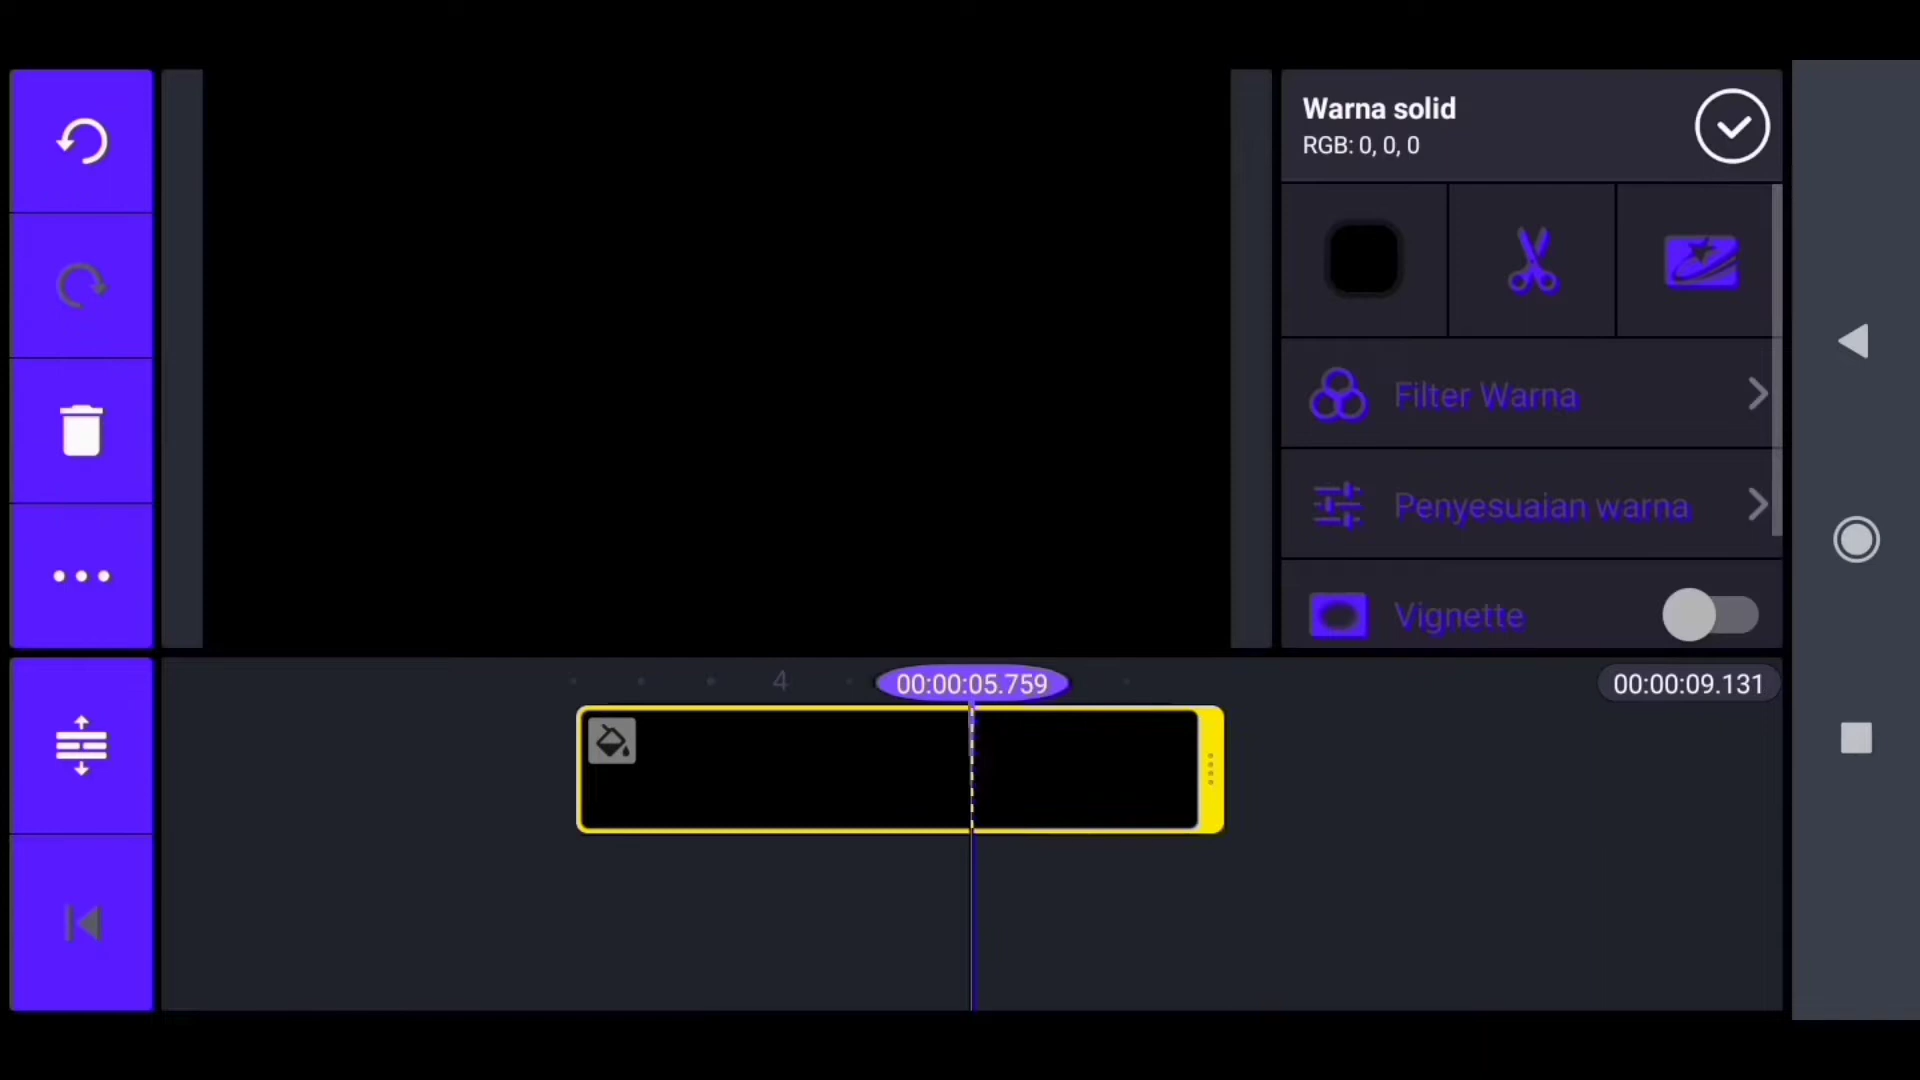 Warna solid
RGB: 0, 0, 0
Filter Warna
Penyesuaian warna
Vignette
4
00:00:05.759
00:00:09.131